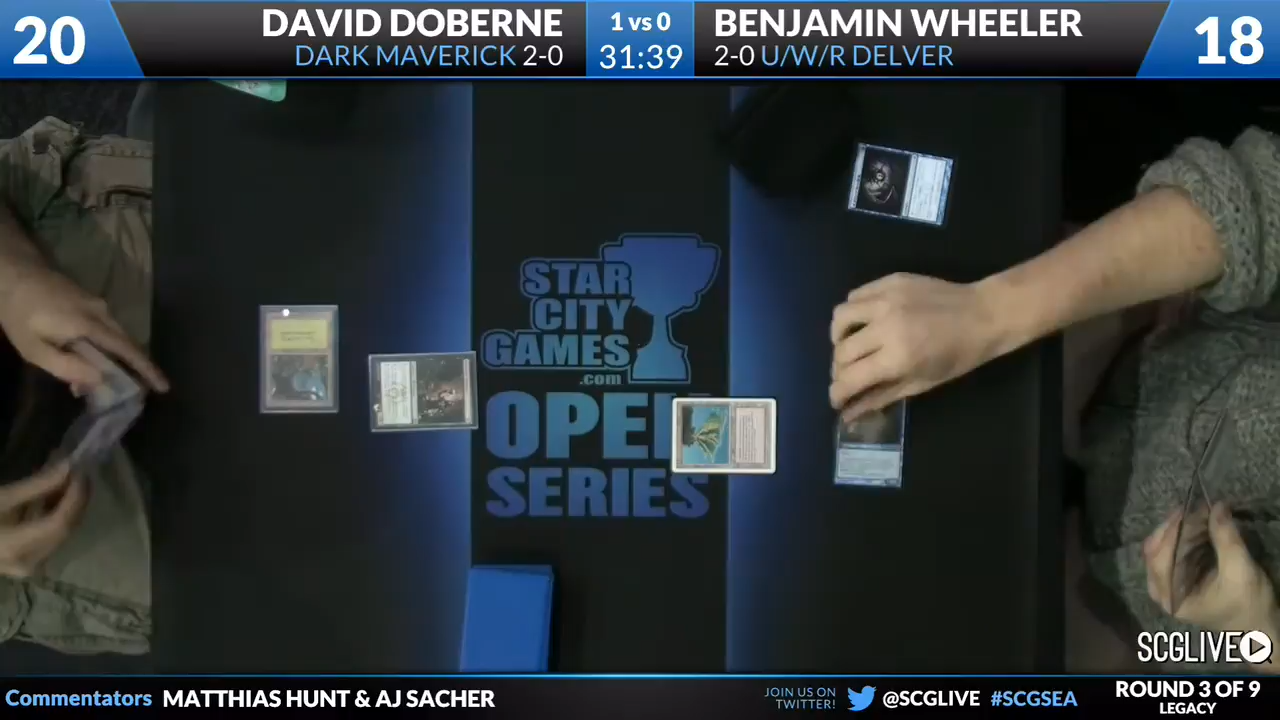 20
DAVID DOBERNE
DARK MAVERICK 2-0
1 vs 0
31:39
BENJAMIN WHEELER
2-0 U/W/R DELVER
18
STAR
CITY
GAMES
.com
OPEN
SERIES
SCGLIVE
Commentators MATTHIAS HUNT & AJ SACHER
JOIN US ON
TWITTER!
@SCGLIVE #SCGSEA
ROUND 3 OF 9
LEGACY